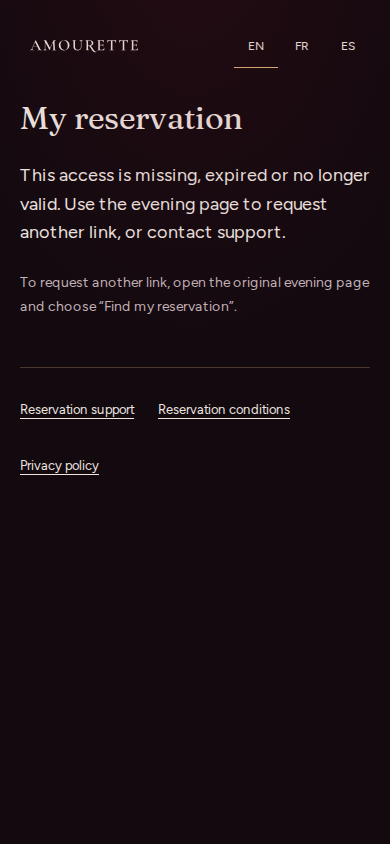 AMOURETTE
EN FR ES
My reservation
This access is missing, expired or no longer
valid. Use the evening page to request
another link, or contact support.
To request another link, open the original evening page
and choose “Find my reservation”.
Reservation support Reservation conditions
Privacy policy